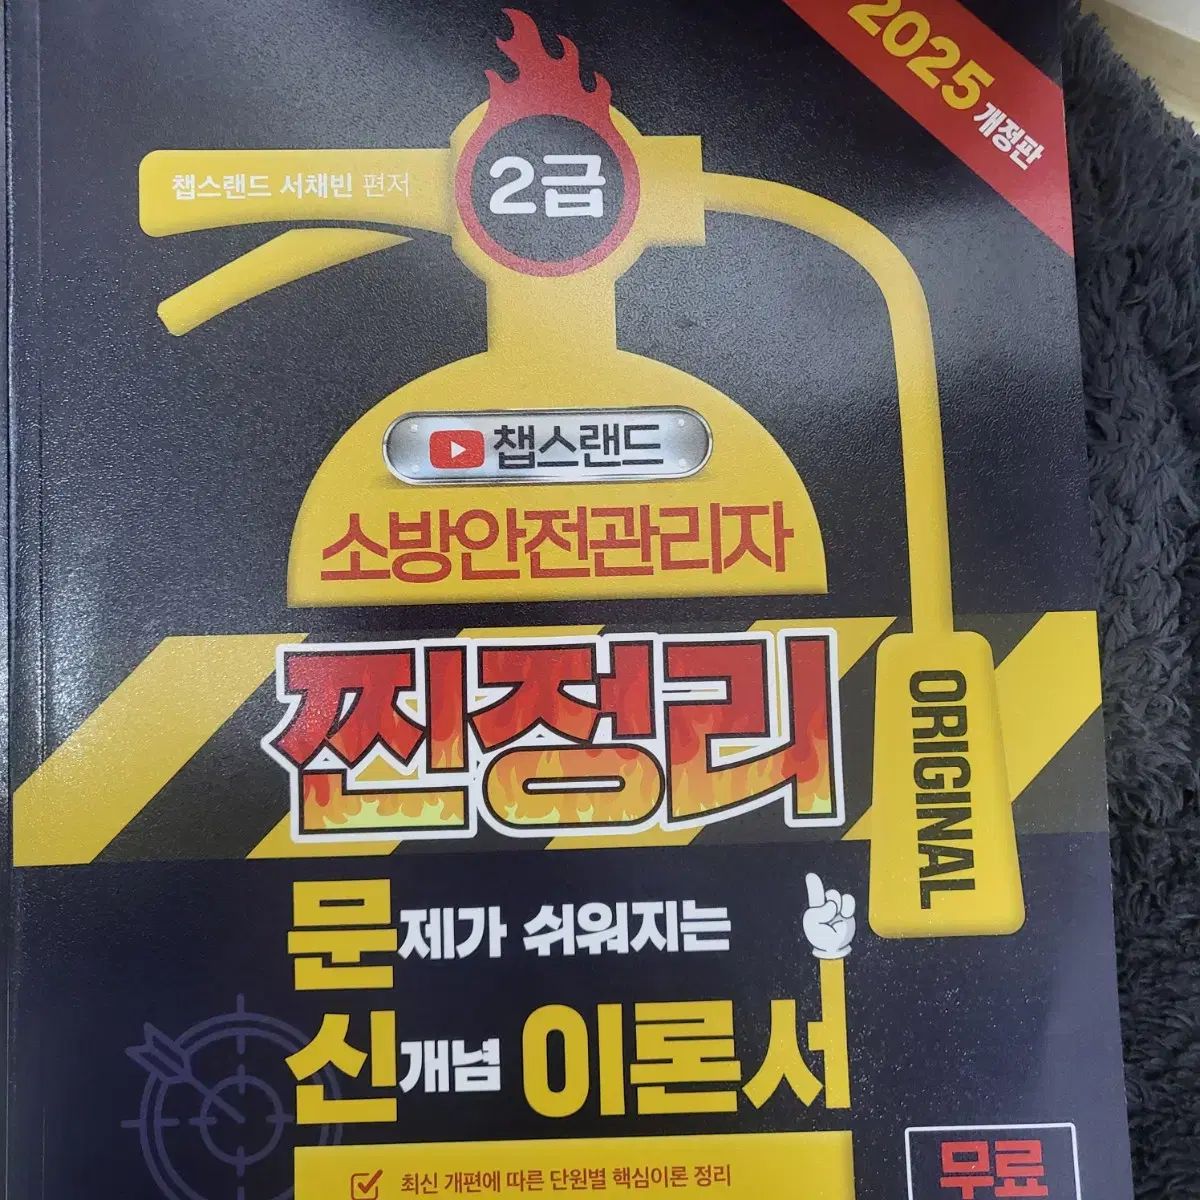 2025 개정판
2급
챕스랜드 서채빈 편저
챕스랜드
소방안전관리자
찐정리
ORIGINAL
문제가 쉬워지는
신개념 이론서
최신 개편에 따른 단원별 핵심이론 정리
무료